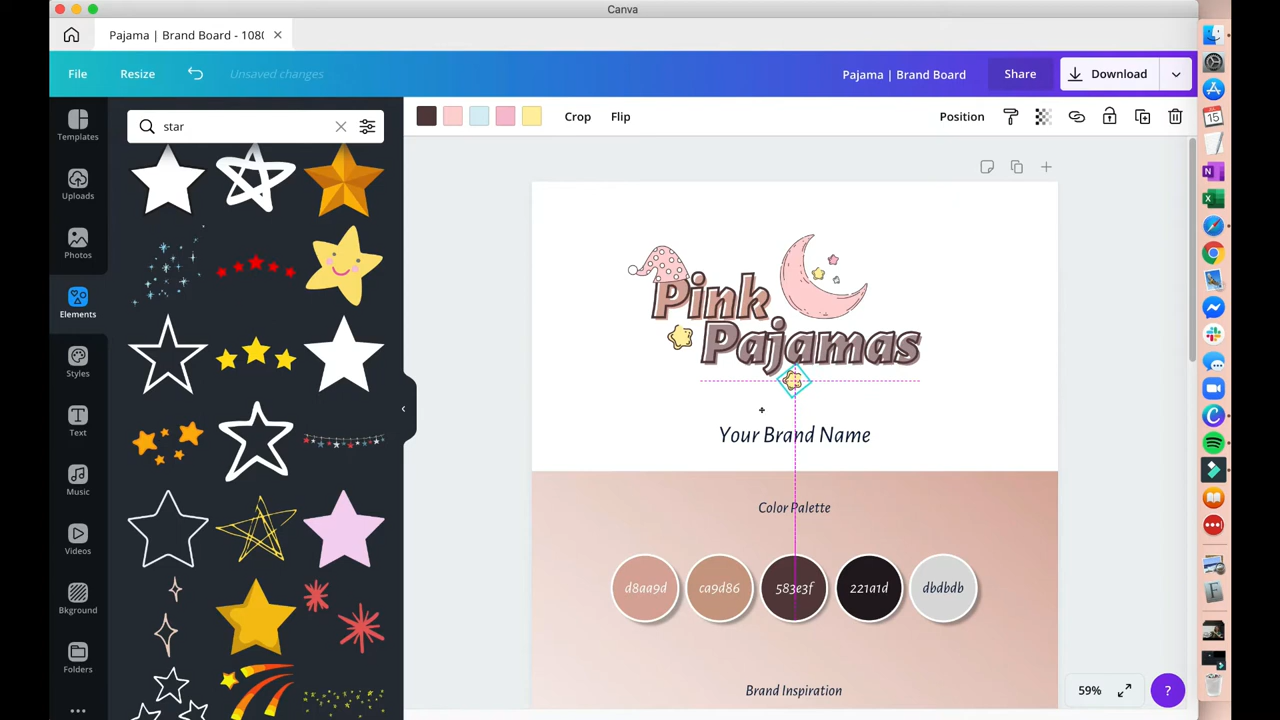 Canva
Pajama | Brand Board - 108(
File
Resize
Unsaved changes
Pajama | Brand Board
Share
Download
Templates
Uploads
Photos
Elements
Styles
Text
Music
Videos
Bkground
Folders
star
Crop
Flip
Position
Pink
Pajamas
Your Brand Name
Color Palette
d8aa9d
ca9d86
583e3f
221a1d
dbdbdb
Brand Inspiration
59%
?
15